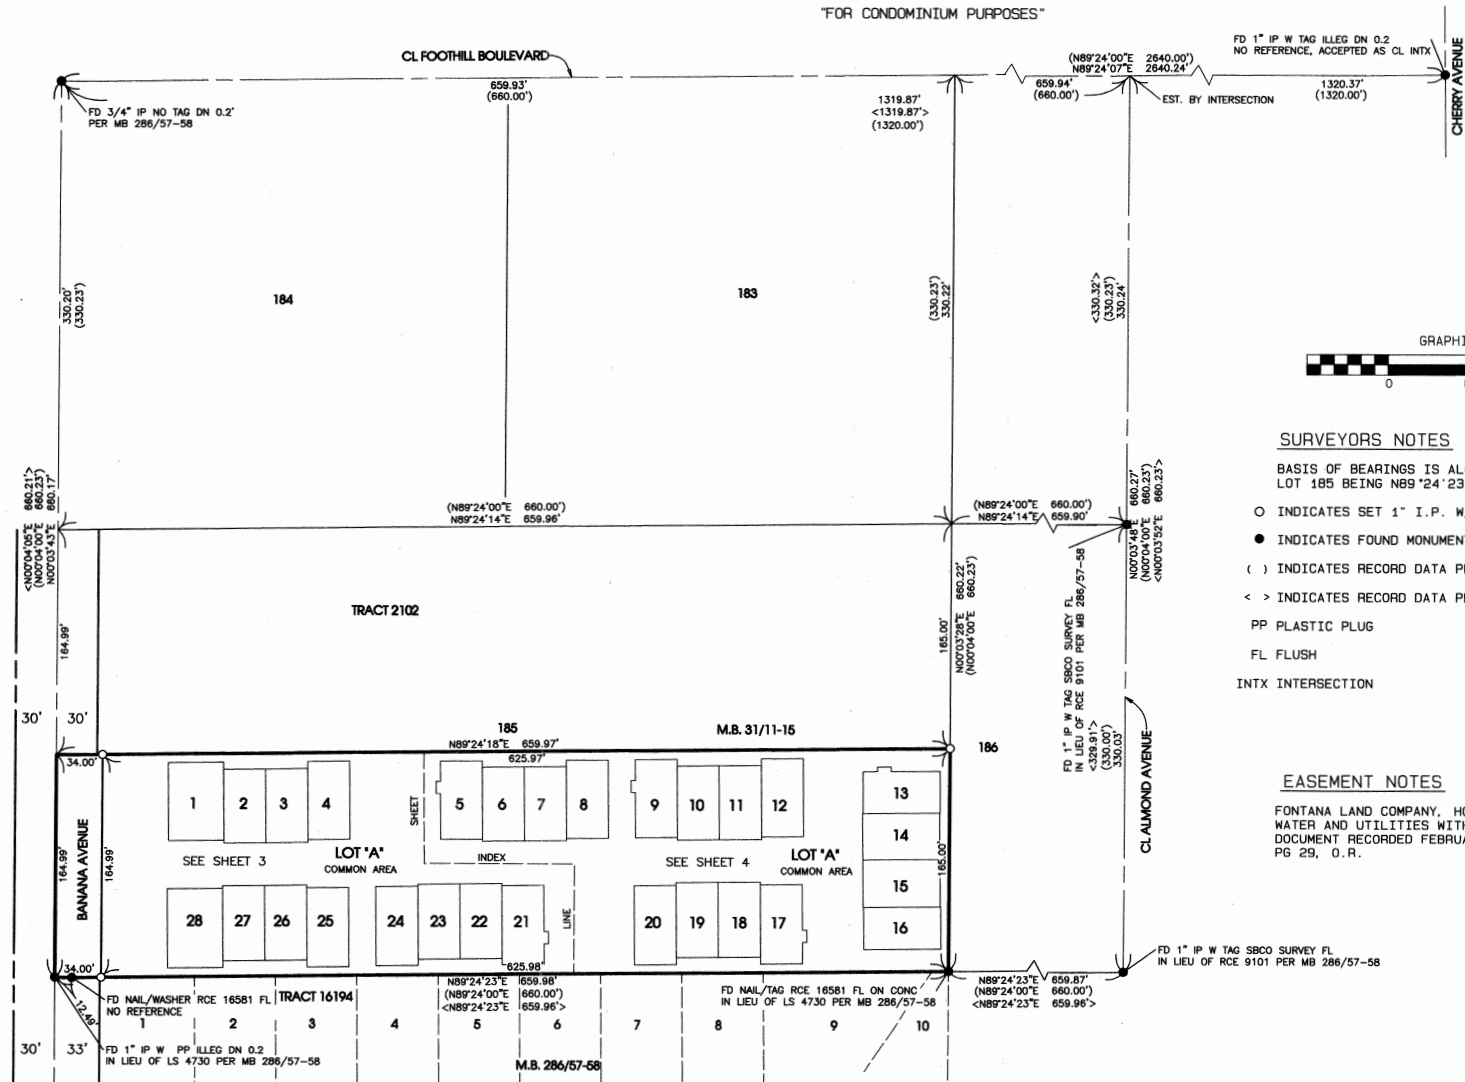 "FOR CONDOMINIUM PURPOSES"
CL FOOTHILL BOULEVARD
659.93'
(660.00')
FD 3/4" IP NO TAG DN 0.2'
PER MB 286/57-58
1319.87'
<1319.87'>
(1320.00')
(N89°24'00"E 2640.00')
N89°24'07"E 2640.24'
659.94'
(660.00')
EST. BY INTERSECTION
FD 1" IP W TAG ILLEG DN 0.2
NO REFERENCE, ACCEPTED AS CL INTX
1320.37'
(1320.00')
CHERRY AVENUE
330.20'
(330.23')
184
183
(330.23')
330.22'
<330.32'>
(330.23')
330.24'
GRAPHI
0
SURVEYORS NOTES
BASIS OF BEARINGS IS AL
LOT 185 BEING N89°24'23
INDICATES SET 1" I.P. W
INDICATES FOUND MONUMEN
( ) INDICATES RECORD DATA P
< > INDICATES RECORD DATA P
PP PLASTIC PLUG
FL FLUSH
INTX INTERSECTION
<N00°04'05"E 660.21'>
(N00°04'00"E 660.23')
N00°03'43"E 660.17'
(N89°24'00"E 660.00')
N89°24'14"E 659.96'
(N89°24'00"E 660.00')
N89°24'14"E 659.90'
N00°03'48"E 660.27'
(N00°04'00"E 660.23')
<N00°03'52"E 660.23'>
164.99'
TRACT 2102
165.00'
N00°03'28"E 660.22'
(N00°04'00"E 660.23')
FD 1" IP W TAG SBCO SURVEY FL
IN LIEU OF RCE 9101 PER MB 286/57-58
<329.91'>
(330.00')
330.03'
CL ALMOND AVENUE
30' 30'
185
M.B. 31/11-15
186
N89°24'18"E 659.97'
34.00'
625.97'
1 2 3 4
SHEET
5 6 7 8
9 10 11 12
13
14
15
16
BANANA AVENUE
164.99'
164.99'
SEE SHEET 3
LOT "A"
COMMON AREA
INDEX
SEE SHEET 4
LOT "A"
COMMON AREA
165.00'
28 27 26 25
24 23 22 21
LINE
20 19 18 17
EASEMENT NOTES
FONTANA LAND COMPANY, HO
WATER AND UTILITIES WIT
DOCUMENT RECORDED FEBRUA
PG 29, O.R.
34.00'
625.98'
12.49'
FD NAIL/WASHER RCE 16581 FL
NO REFERENCE
TRACT 16194
N89°24'23"E 659.98'
(N89°24'00"E 660.00')
<N89°24'23"E 659.96'>
FD NAIL/TAG RCE 16581 FL ON CONC
IN LIEU OF LS 4730 PER MB 286/57-58
N89°24'23"E 659.87'
(N89°24'00"E 660.00')
<N89°24'23"E 659.96'>
FD 1" IP W TAG SBCO SURVEY FL
IN LIEU OF RCE 9101 PER MB 286/57-58
1 2 3 4 5 6 7 8 9 10
30' 33'
FD 1" IP W PP ILLEG DN 0.2
IN LIEU OF LS 4730 PER MB 286/57-58
M.B. 286/57-58